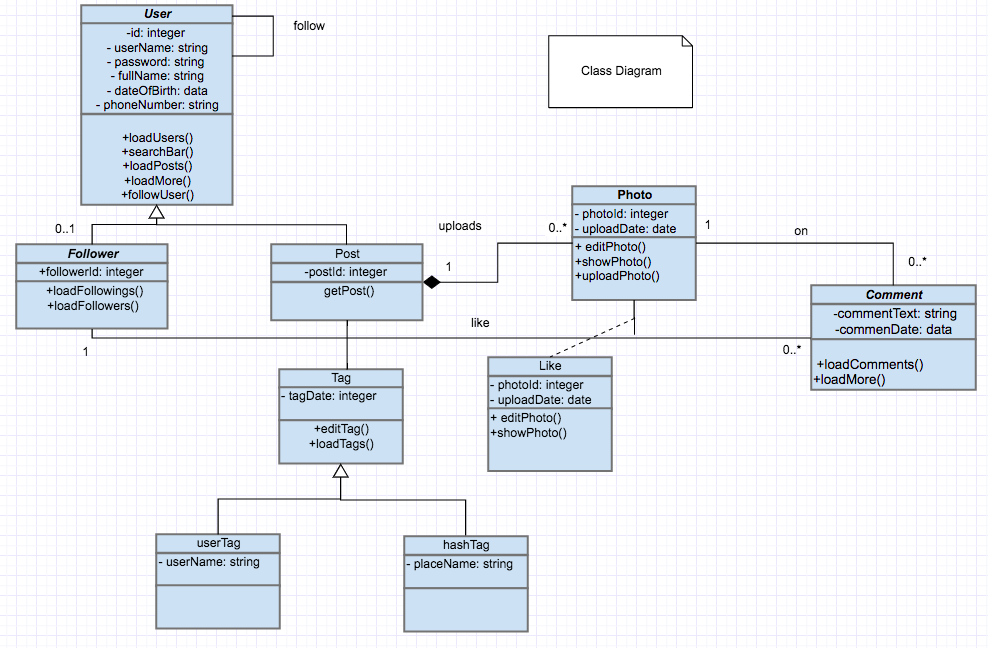 User
-id: integer
- userName: string
- password: string
- fullName: string
- dateOfBirth: data
- phoneNumber: string
+loadUsers()
+searchBar()
+loadPosts()
+loadMore()
+followUser()
follow
Class Diagram
0..1
Follower
+followerId: integer
+loadFollowings()
+loadFollowers()
Post
-postId: integer
getPost()
uploads
1
0..*
Photo
- photoId: integer
- uploadDate: date
+ editPhoto()
+showPhoto()
+uploadPhoto()
1
on
0..*
Comment
-commentText: string
-commenDate: data
+loadComments()
+loadMore()
like
1
0..*
Tag
- tagDate: integer
+editTag()
+loadTags()
Like
- photoId: integer
- uploadDate: date
+ editPhoto()
+showPhoto()
userTag
- userName: string
hashTag
- placeName: string